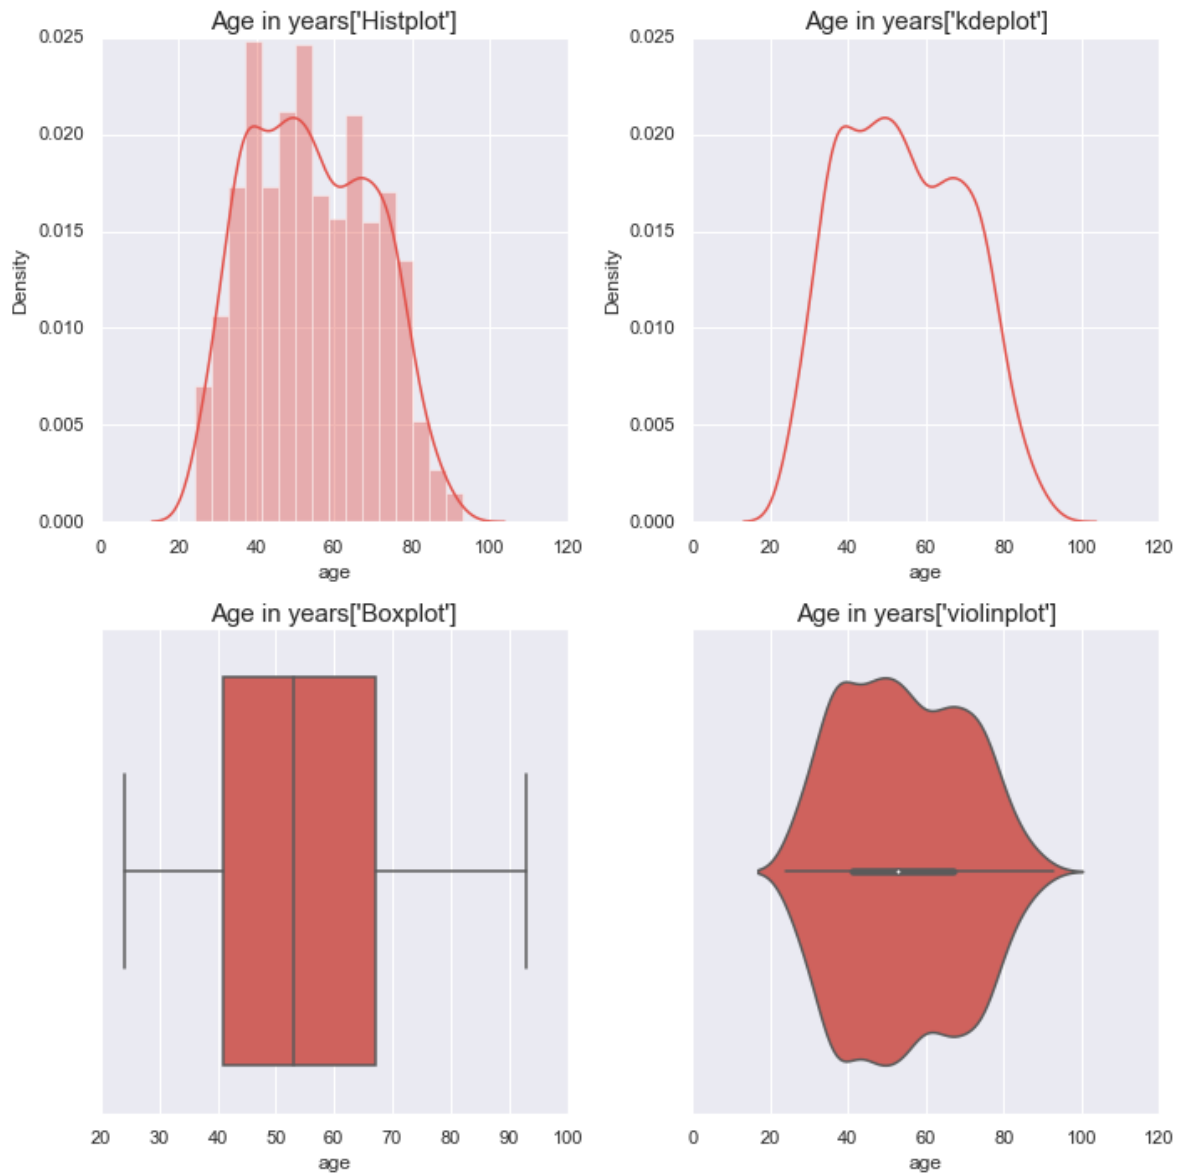 Age in years['Histplot']
0.025
0.020
0.015
0.010
0.005
0.000
Density
0 20 40 60 80 100 120
age
Age in years['kdeplot']
0.025
0.020
0.015
0.010
0.005
0.000
Density
0 20 40 60 80 100 120
age
Age in years['Boxplot']
20 30 40 50 60 70 80 90 100
age
Age in years['violinplot']
0 20 40 60 80 100 120
age